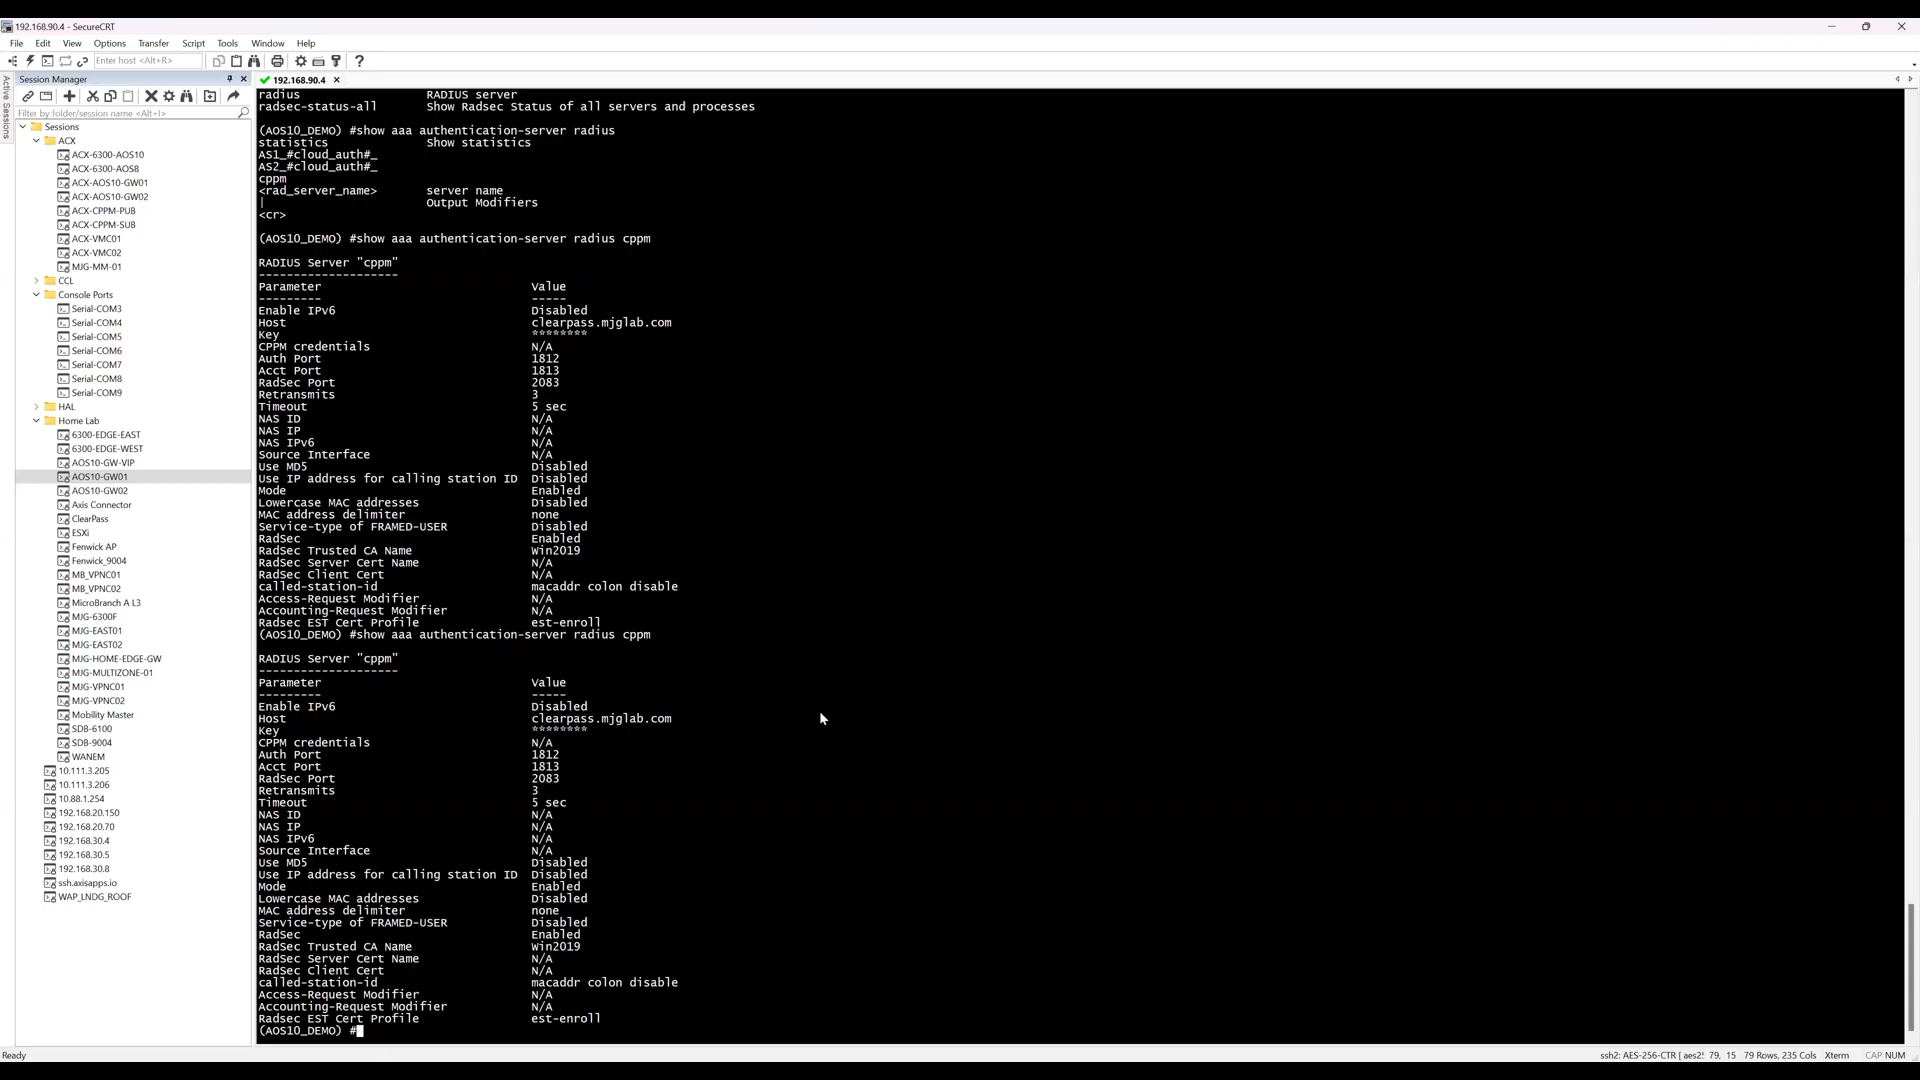 192.168.90.4 - SecureCRT
File Edit View Options Transfer Script Tools Window Help
Enter host <Alt+R>
Active Sessions
Session Manager
Filter by folder/session name <Alt+I>
Sessions
ACX
ACX-6300-AOS10
ACX-6300-AOS8
ACX-AOS10-GW01
ACX-AOS10-GW02
ACX-CPPM-PUB
ACX-CPPM-SUB
ACX-VMC01
ACX-VMC02
MJG-MM-01
CCL
Console Ports
Serial-COM3
Serial-COM4
Serial-COM5
Serial-COM6
Serial-COM7
Serial-COM8
Serial-COM9
HAL
Home Lab
6300-EDGE-EAST
6300-EDGE-WEST
AOS10-GW-VIP
AOS10-GW01
AOS10-GW02
Axis Connector
ClearPass
ESXi
Fenwick AP
Fenwick_9004
MB_VPNC01
MB_VPNC02
MicroBranch A L3
MJG-6300F
MJG-EAST01
MJG-EAST02
MJG-HOME-EDGE-GW
MJG-MULTIZONE-01
MJG-VPNC01
MJG-VPNC02
Mobility Master
SDB-6100
SDB-9004
WANEM
10.111.3.205
10.111.3.206
10.88.1.254
192.168.20.150
192.168.20.70
192.168.30.4
192.168.30.5
192.168.30.8
ssh.axisapps.io
WAP_LNDG_ROOF
192.168.90.4
radius RADIUS server
radsec-status-all Show Radsec Status of all servers and processes
(AOS10_DEMO) #show aaa authentication-server radius
statistics Show statistics
AS1_#cloud_auth#_
AS2_#cloud_auth#_
cppm
<rad_server_name> server name
| Output Modifiers
<cr>
(AOS10_DEMO) #show aaa authentication-server radius cppm
RADIUS Server "cppm"
--------------------
Parameter Value
--------- -----
Enable IPv6 Disabled
Host clearpass.mjglab.com
Key ********
CPPM credentials N/A
Auth Port 1812
Acct Port 1813
RadSec Port 2083
Retransmits 3
Timeout 5 sec
NAS ID N/A
NAS IP N/A
NAS IPv6 N/A
Source Interface N/A
Use MD5 Disabled
Use IP address for calling station ID Disabled
Mode Enabled
Lowercase MAC addresses Disabled
MAC address delimiter none
Service-type of FRAMED-USER Disabled
RadSec Enabled
RadSec Trusted CA Name Win2019
RadSec Server Cert Name N/A
RadSec Client Cert N/A
called-station-id macaddr colon disable
Access-Request Modifier N/A
Accounting-Request Modifier N/A
Radsec EST Cert Profile est-enroll
(AOS10_DEMO) #show aaa authentication-server radius cppm
RADIUS Server "cppm"
--------------------
Parameter Value
--------- -----
Enable IPv6 Disabled
Host clearpass.mjglab.com
Key ********
CPPM credentials N/A
Auth Port 1812
Acct Port 1813
RadSec Port 2083
Retransmits 3
Timeout 5 sec
NAS ID N/A
NAS IP N/A
NAS IPv6 N/A
Source Interface N/A
Use MD5 Disabled
Use IP address for calling station ID Disabled
Mode Enabled
Lowercase MAC addresses Disabled
MAC address delimiter none
Service-type of FRAMED-USER Disabled
RadSec Enabled
RadSec Trusted CA Name Win2019
RadSec Server Cert Name N/A
RadSec Client Cert N/A
called-station-id macaddr colon disable
Access-Request Modifier N/A
Accounting-Request Modifier N/A
Radsec EST Cert Profile est-enroll
(AOS10_DEMO) #
Ready ssh2: AES-256-CTR [ aes25 79, 15 79 Rows, 235 Cols Xterm CAP NUM